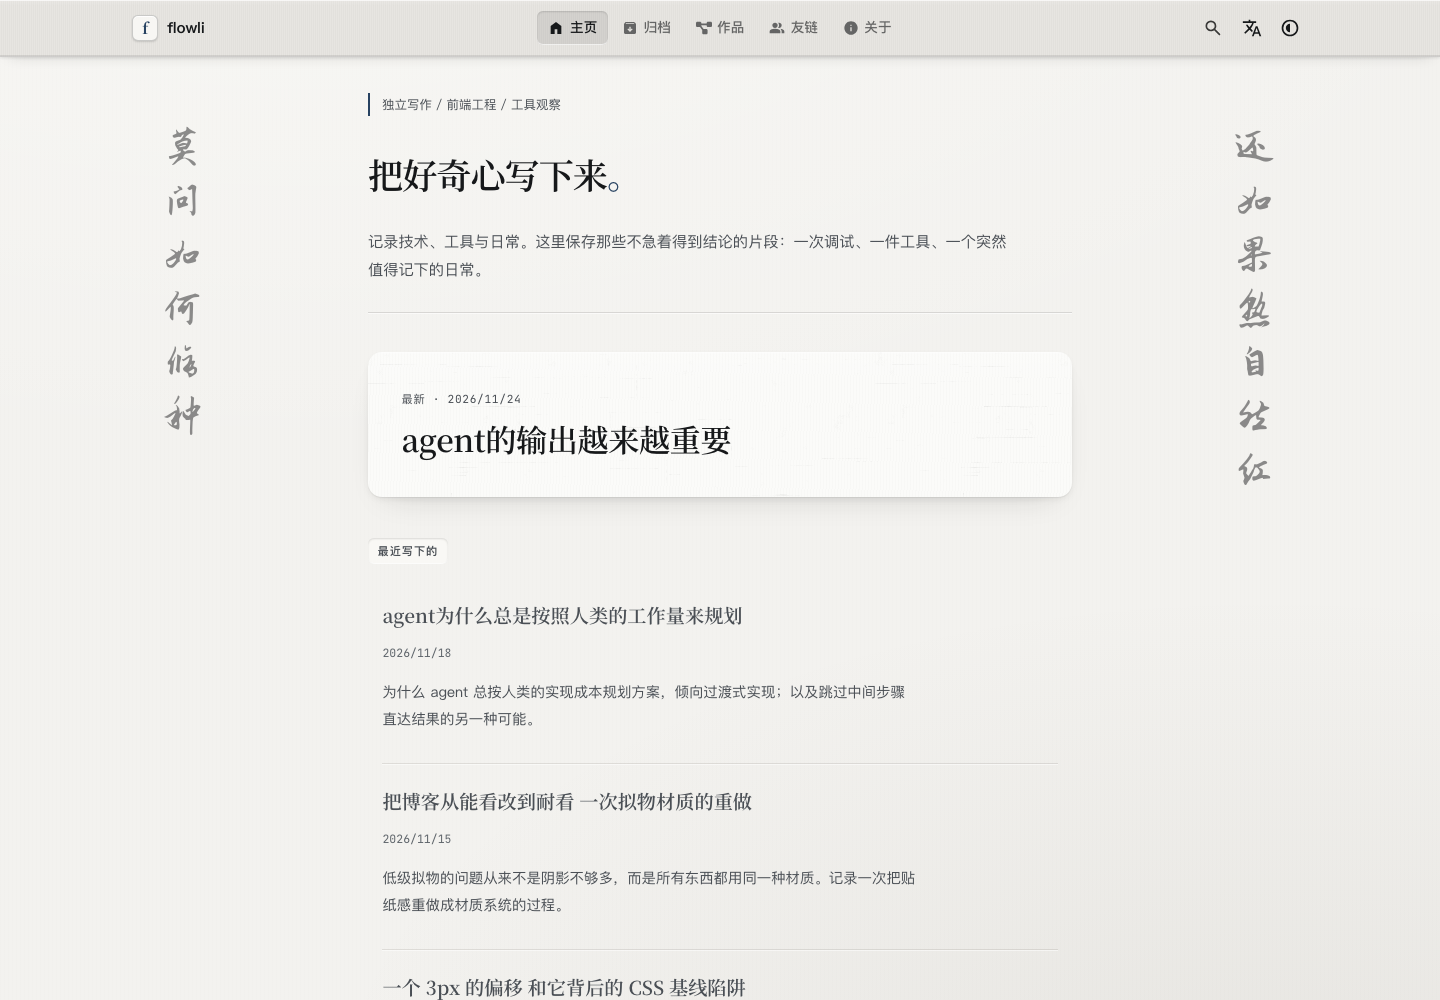 flowli
主页
归档
作品
友链
关于
独立写作 / 前端工程 / 工具观察
把好奇心写下来。
记录技术、工具与日常。这里保存那些不急着得到结论的片段：一次调试、一件工具、一个突然
值得记下的日常。
莫问如何修种
还如果熟自然红
最新 · 2026/11/24
agent的输出越来越重要
最近写下的
agent为什么总是按照人类的工作量来规划
2026/11/18
为什么 agent 总按人类的实现成本规划方案，倾向过渡式实现；以及跳过中间步骤
直达结果的另一种可能。
把博客从能看改到耐看 一次拟物材质的重做
2026/11/15
低级拟物的问题从来不是阴影不够多，而是所有东西都用同一种材质。记录一次把贴
纸感重做成材质系统的过程。
一个 3px 的偏移 和它背后的 CSS 基线陷阱